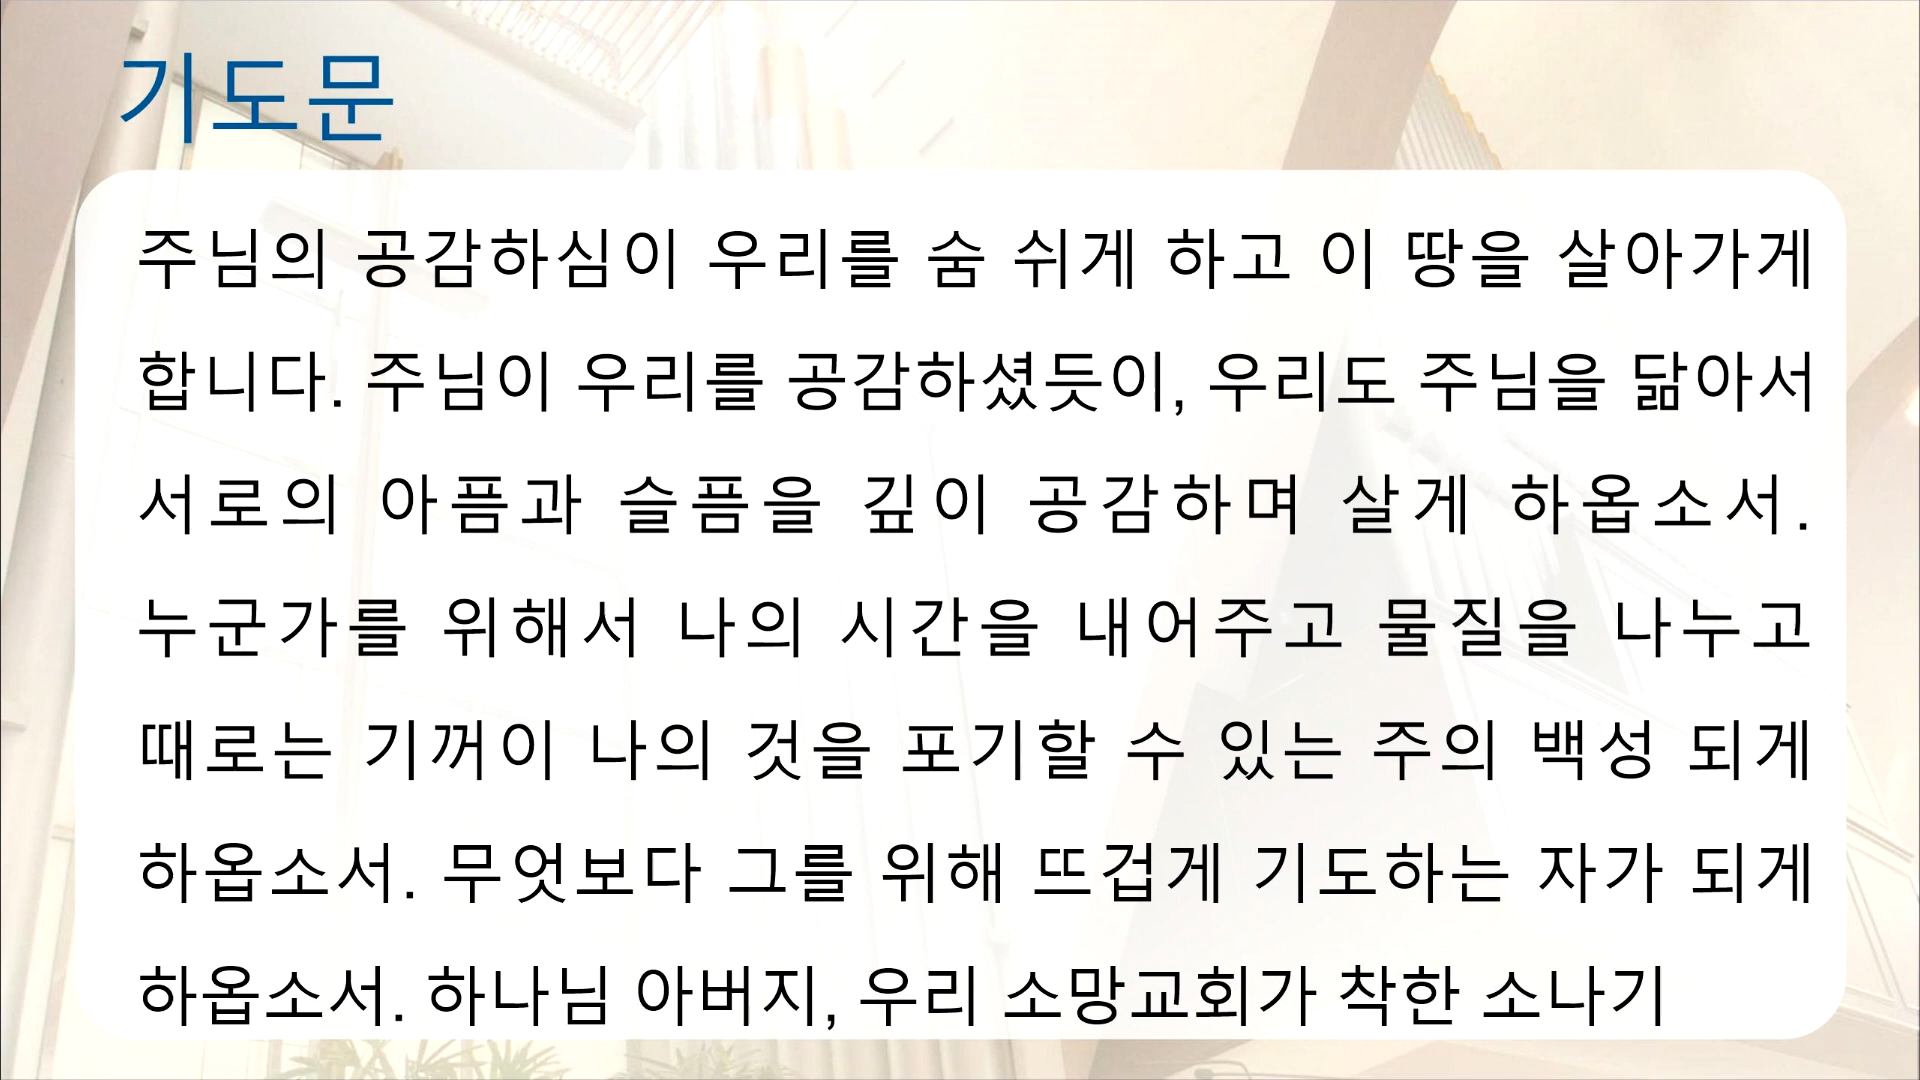 기도문
주님의 공감하심이 우리를 숨 쉬게 하고 이 땅을 살아가게
합니다. 주님이 우리를 공감하셨듯이, 우리도 주님을 닮아서
서로의 아픔과 슬픔을 깊이 공감하며 살게 하옵소서.
누군가를 위해서 나의 시간을 내어주고 물질을 나누고
때로는 기꺼이 나의 것을 포기할 수 있는 주의 백성 되게
하옵소서. 무엇보다 그를 위해 뜨겁게 기도하는 자가 되게
하옵소서. 하나님 아버지, 우리 소망교회가 착한 소나기